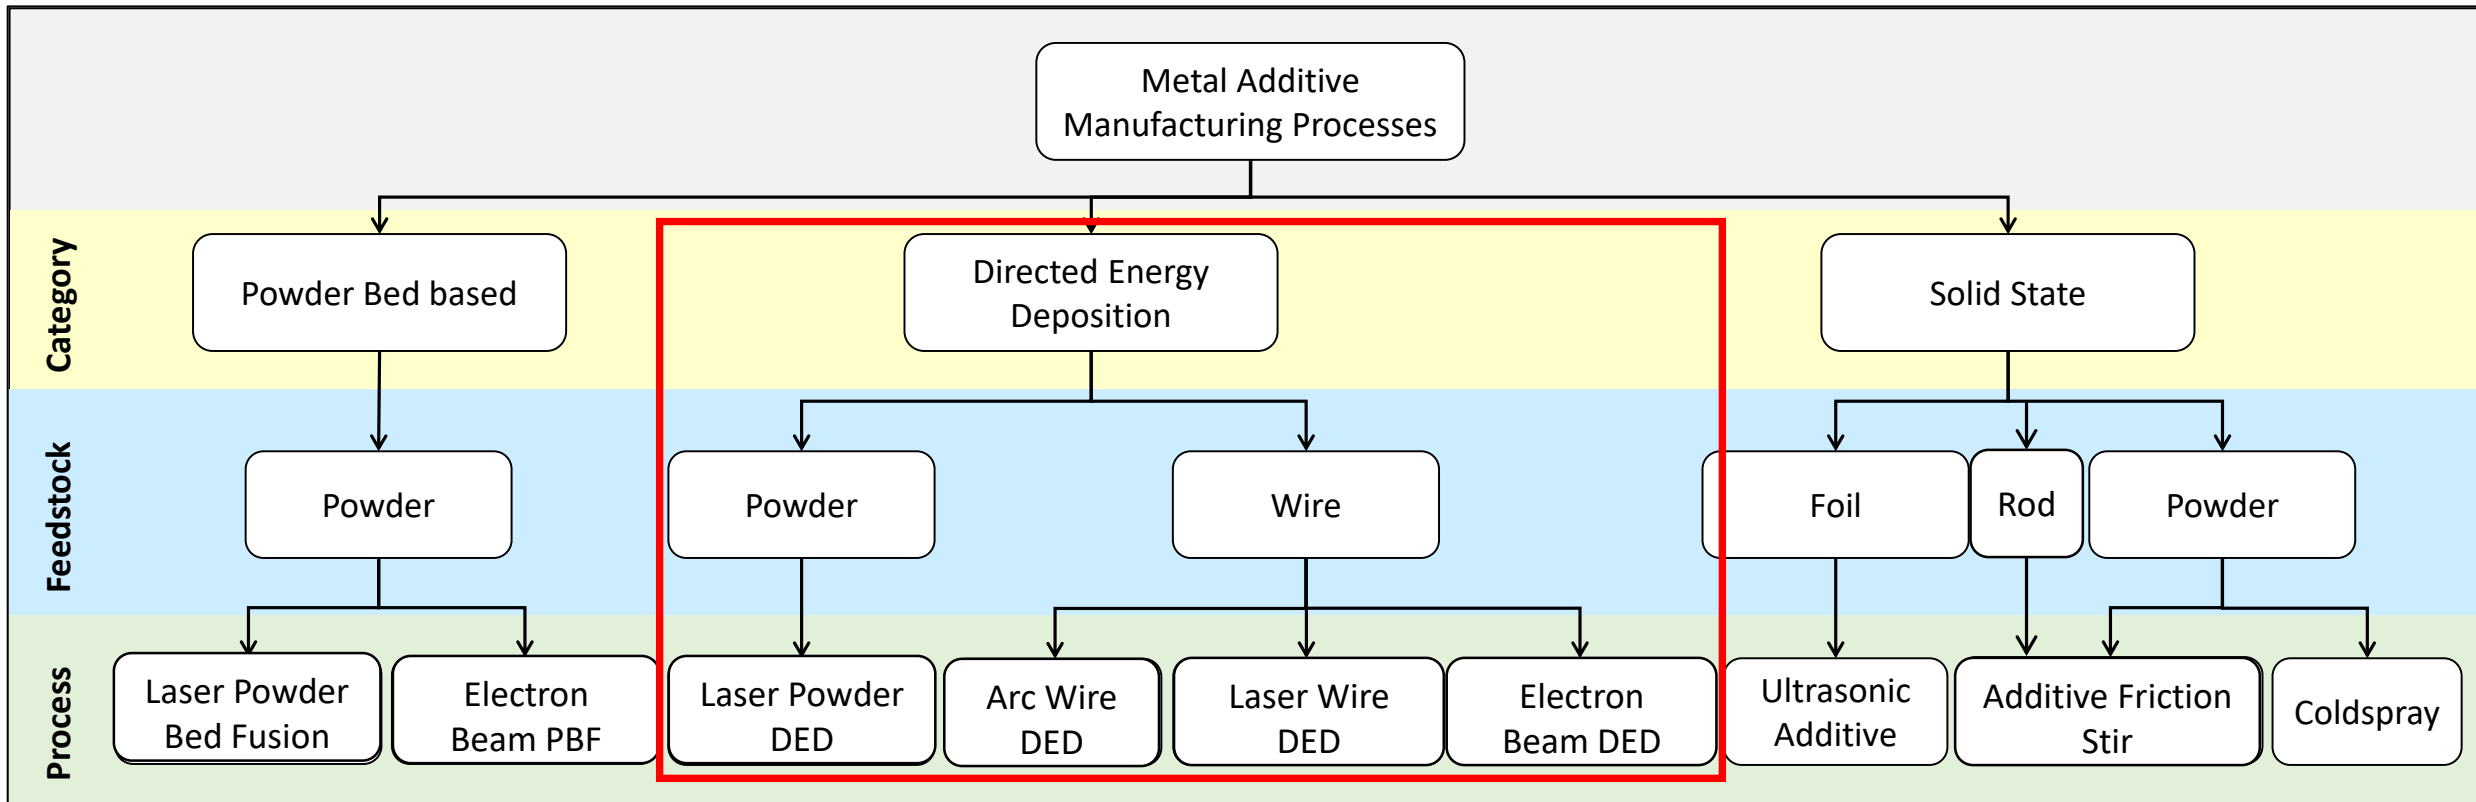 Metal Additive
Manufacturing Processes
Category
Powder Bed based
Directed Energy
Deposition
Solid State
Feedstock
Powder
Powder
Wire
Foil
Rod
Powder
Process
Laser Powder
Bed Fusion
Electron
Beam PBF
Laser Powder
DED
Arc Wire
DED
Laser Wire
DED
Electron
Beam DED
Ultrasonic
Additive
Additive Friction
Stir
Coldspray